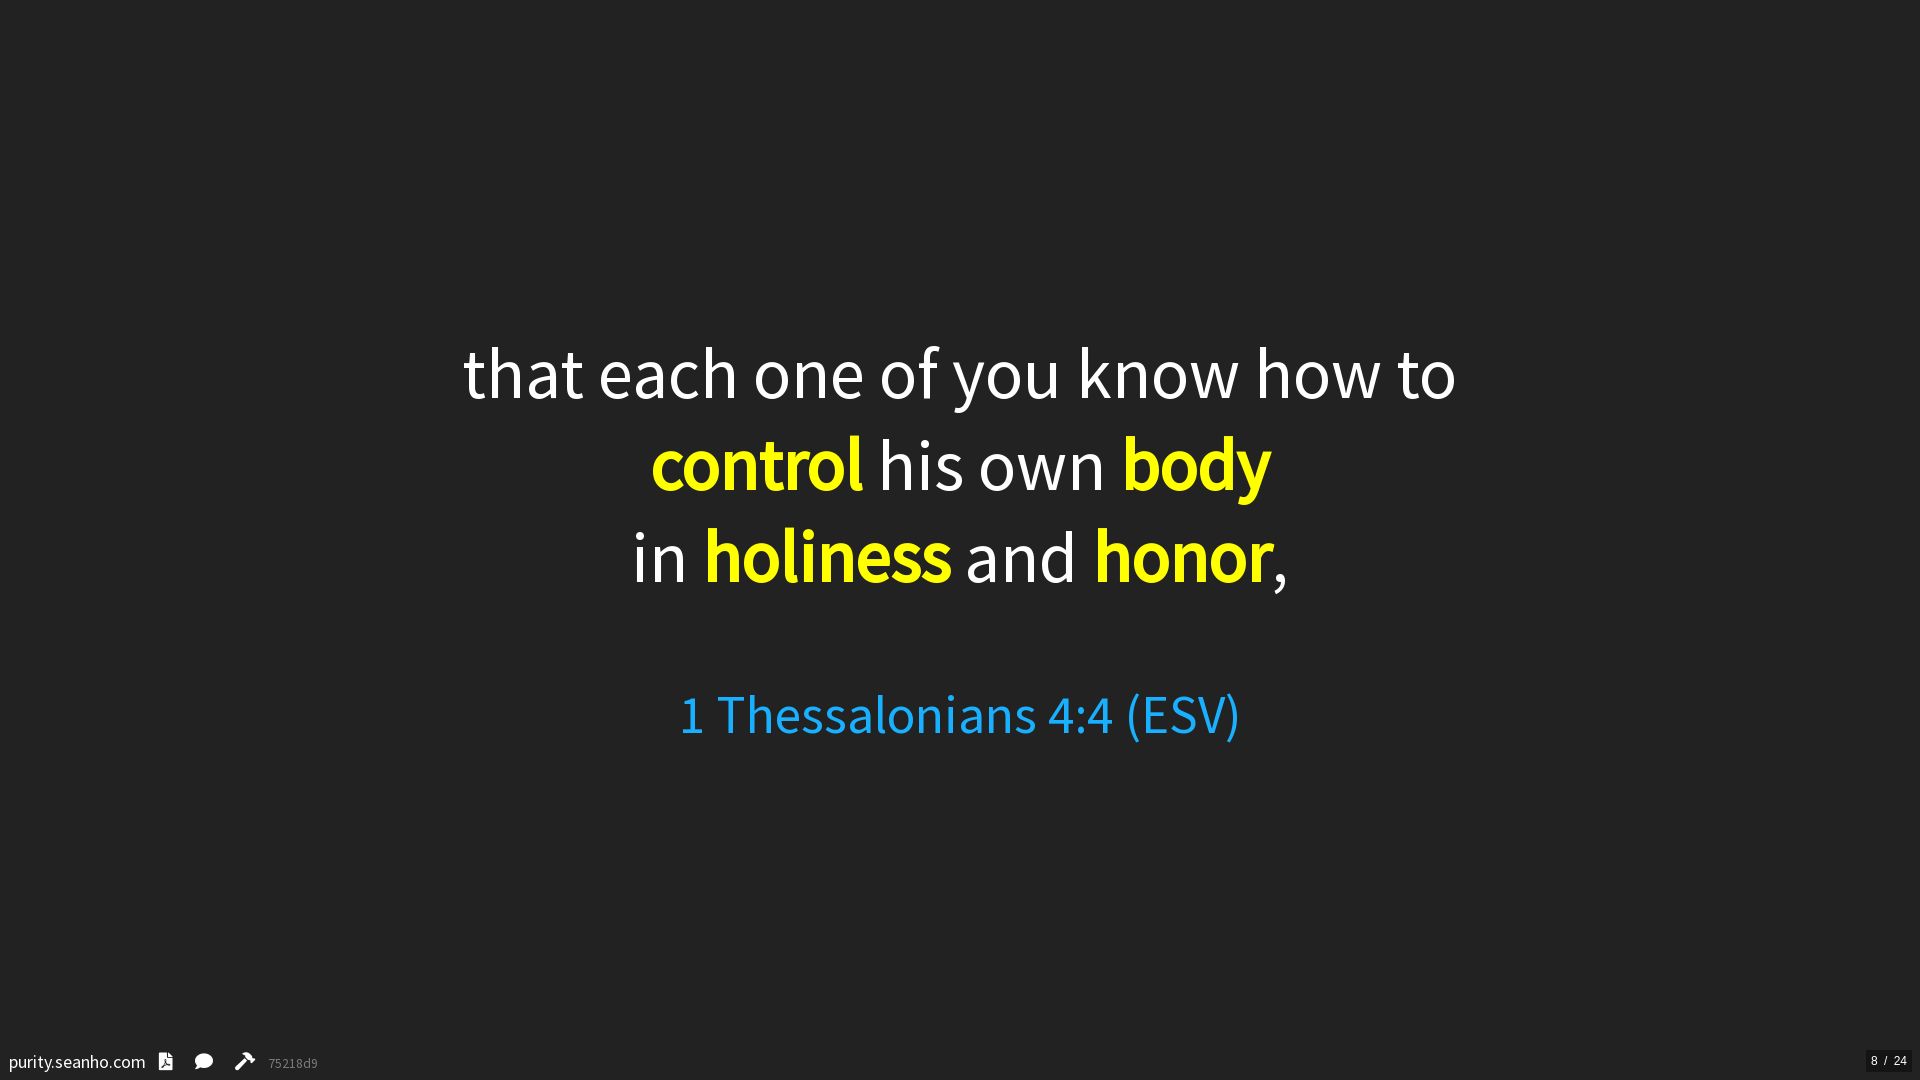 that each one of you know how to
control his own body
in holiness and honor,
1 Thessalonians 4:4 (ESV)
purity.seanho.com 75218d9
8 / 24